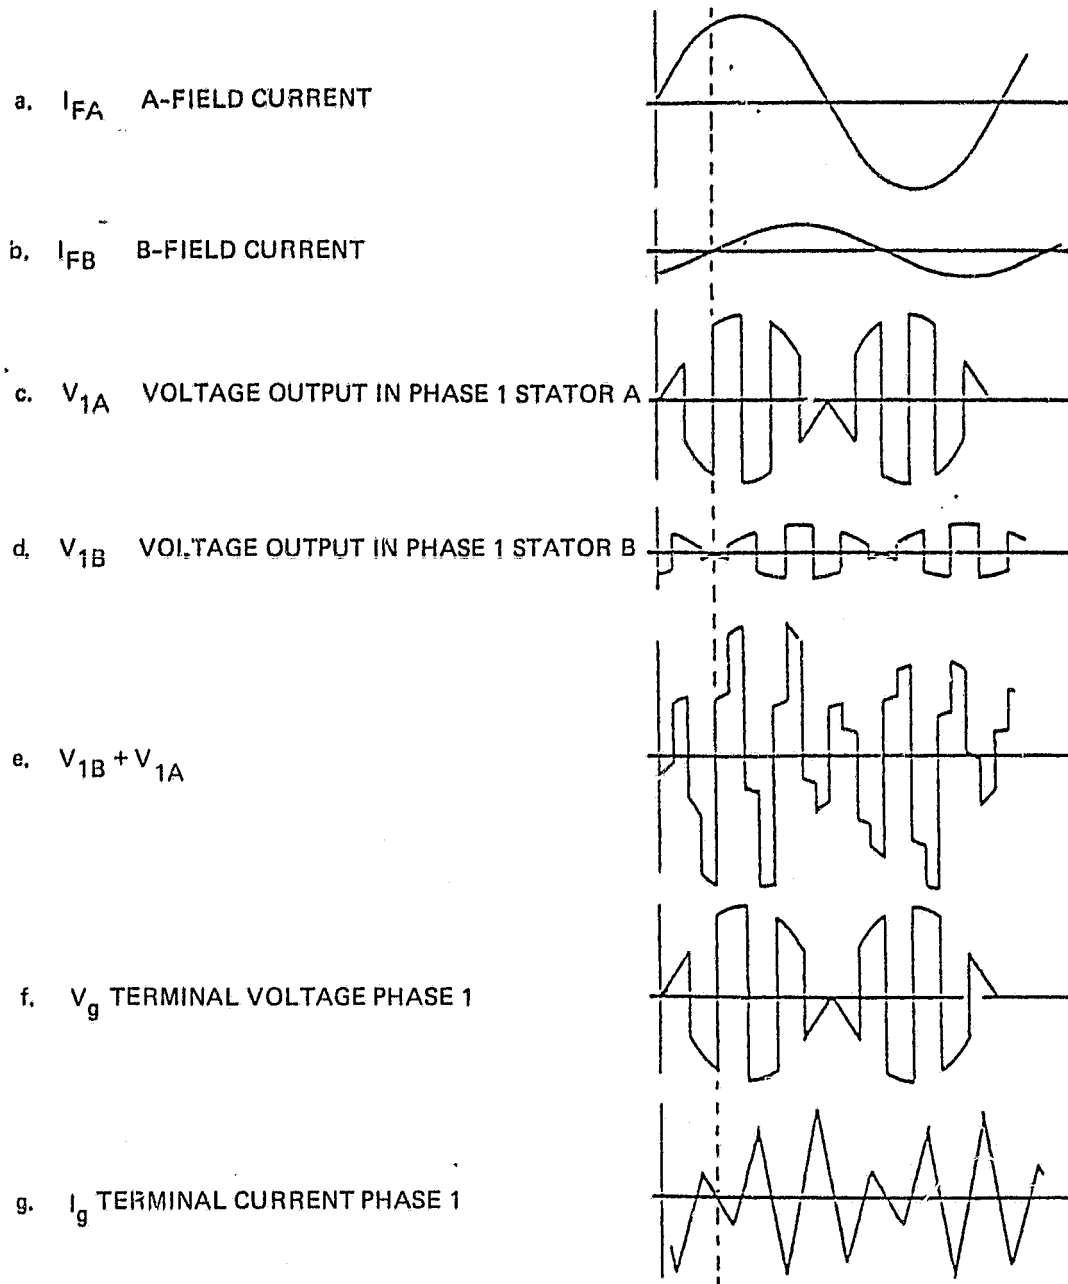 a. I_FA A-FIELD CURRENT
b. I_FB B-FIELD CURRENT
c. V_1A VOLTAGE OUTPUT IN PHASE 1 STATOR A
d. V_1B VOLTAGE OUTPUT IN PHASE 1 STATOR B
e. V_1B + V_1A
f. V_g TERMINAL VOLTAGE PHASE 1
g. I_g TERMINAL CURRENT PHASE 1